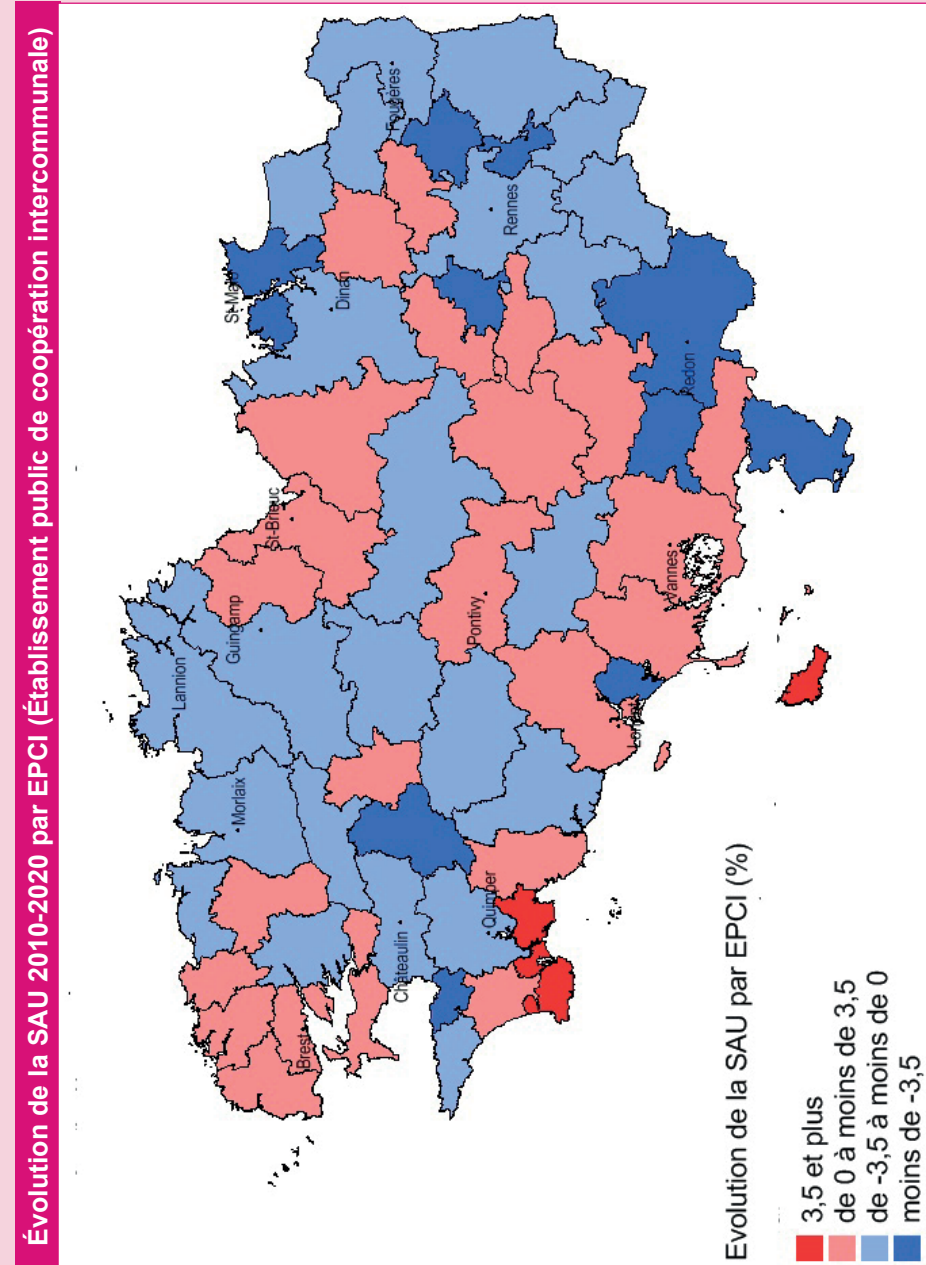 Évolution de la SAU 2010-2020 par EPCI (Établissement public de coopération intercommunale)
Lannion
Morlaix
Guingamp
St-Brieuc
St-Malo
Dinan
Fougères
Brest
Châteaulin
Quimper
Pontivy
Rennes
Lorient
Vannes
Redon
Evolution de la SAU par EPCI (%)
3,5 et plus
de 0 à moins de 3,5
de -3,5 à moins de 0
moins de -3,5